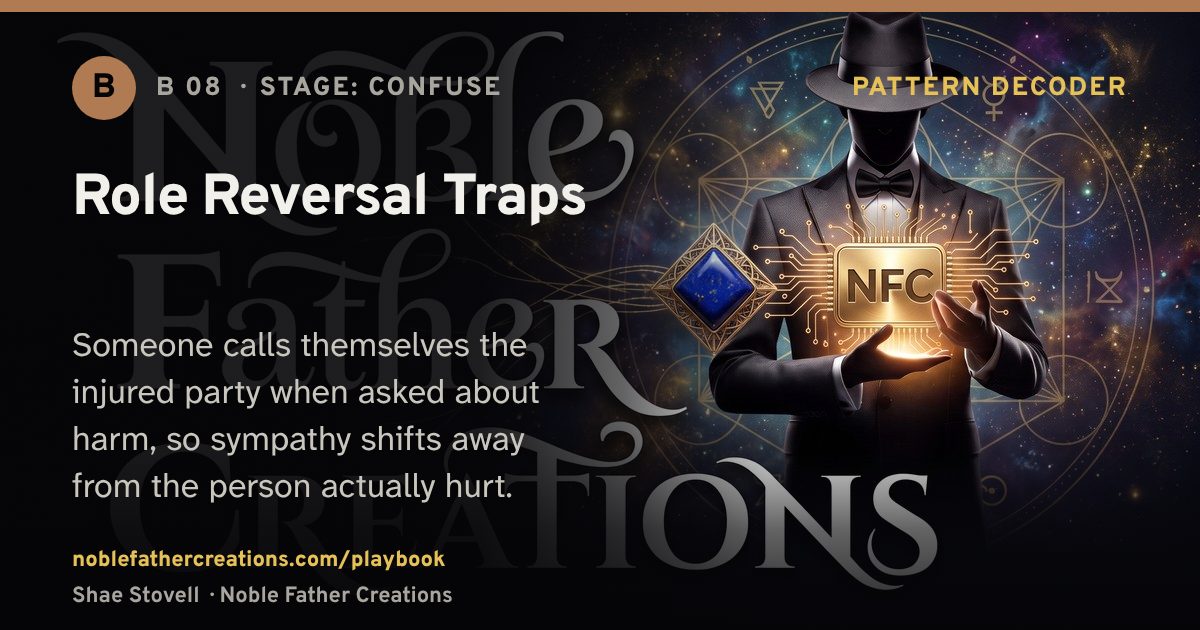 B
B 08 · STAGE: CONFUSE
PATTERN DECODER
Noble
Father
Creations
Role Reversal Traps
NFC
Someone calls themselves the
injured party when asked about
harm, so sympathy shifts away
from the person actually hurt.
noblefathercreations.com/playbook
Shae Stovell · Noble Father Creations